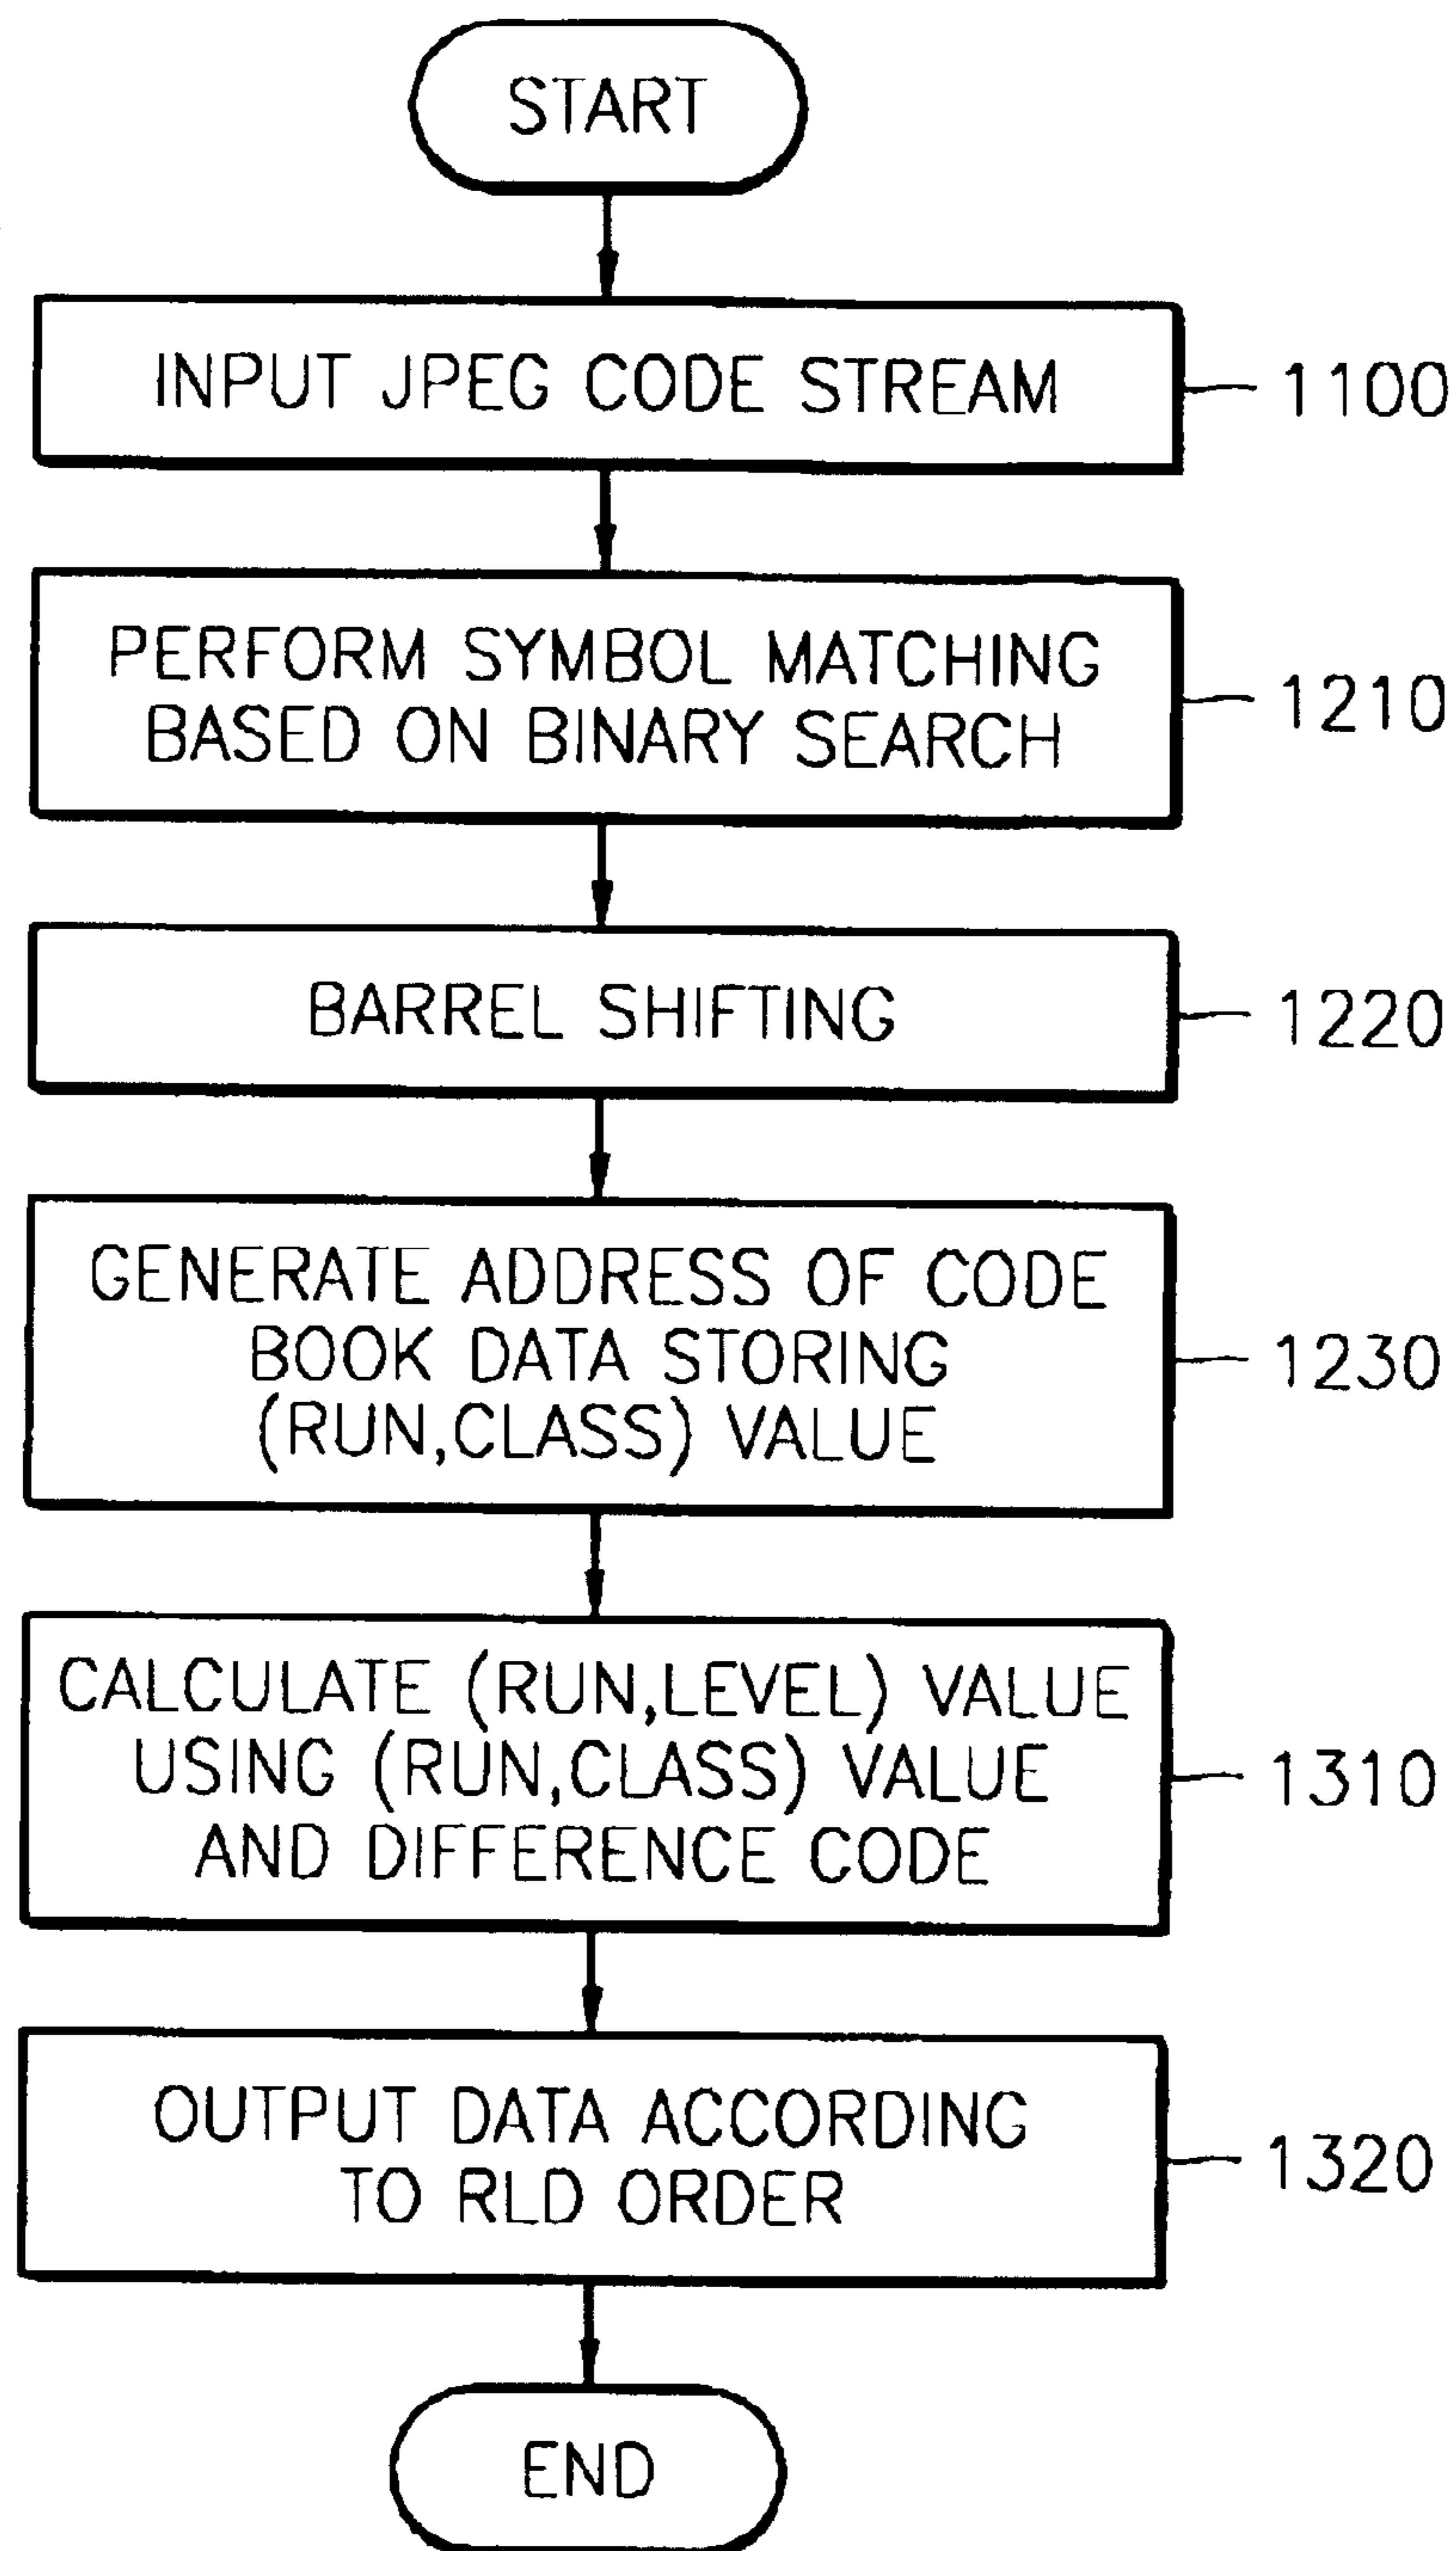 START
INPUT JPEG CODE STREAM
1100
PERFORM SYMBOL MATCHING
BASED ON BINARY SEARCH
1210
BARREL SHIFTING
1220
GENERATE ADDRESS OF CODE
BOOK DATA STORING
(RUN,CLASS) VALUE
1230
CALCULATE (RUN,LEVEL) VALUE
USING (RUN,CLASS) VALUE
AND DIFFERENCE CODE
1310
OUTPUT DATA ACCORDING
TO RLD ORDER
1320
END